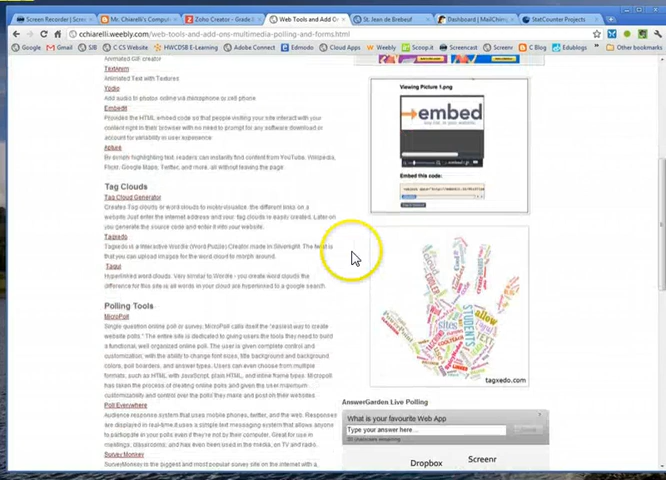 Screen Recorder | Scr
Mr. Chiarelli's Comput
Zoho Creator - Grade
Web Tools and Add O
St. Jean de Brebeuf
Dashboard | MailChim
StatCounter Projects
cchiarelli.weebly.com/web-tools-and-add-ons-multimedia-polling-and-forms.html
Google
Gmail
SJB
C CS Website
HWCDSB E-Learning
Adobe Connect
Edmodo
Cloud Apps
Weebly
Scoop.it
Screencast
Screenr
C Blog
Edublogs
Other bookmarks
Animated GIF creator
Textanim
Animated Text with Textures
Yodio
Add audio to photos online via microphone or cell phone
Embedit
Provides the HTML embed code so that people visiting your site interact with your
content right in their browser with no need to prompt for any software download or
account for variability in user experience
Apture
By simply highlighting text, readers can instantly find content from YouTube, Wikipedia,
Flickr, Google Maps, Twitter, and more, all without leaving the page
Tag Clouds
Tag Cloud Generator
Creates Tag clouds or word clouds to make/visualize the different links on a
website. Just enter the internet address and your tag clouds is easily created. Later on
you generate the source code and enter it into your website.
Tagxedo
Tagxedo is a interactive Wordle (Word Puzzle) Creator made in Silverlight. The twist is
that you can upload images for the word cloud to morph around.
Tagul
Hyperlinked word clouds. Very similar to Wordle - you create word clouds the
difference for this site is all words in your cloud are hyperlinked to a google search.
Polling Tools
MicroPoll
Single question online poll or survey. MicroPoll calls itself the "easiest way to create
website polls." The entire site is dedicated to giving users the tools they need to build
a functional, well organized online poll. The user is given complete control and
customization, with the ability to change font sizes, title background and background
colors, poll boarders, and answer types. Users can even choose from multiple
formats, such as HTML with JavaScript, plain HTML, and inline frame types. Micropoll
has taken the process of creating online polls and given the user maximum
customizability and control over the polls they make and post on their websites
Poll Everywhere
Audience response system that uses mobile phones, twitter, and the web. Responses
are displayed in real-time. It uses a simple text messaging system that allows anyone
to participate in your polls even if they're not by their computer. Great for use in
meetings, classrooms, and has even been used in the media, on TV and radio.
Survey Monkey
SurveyMonkey is the biggest and most popular survey site on the internet with a
Viewing Picture 1.png
embed
Embed this code:
STUDENTS
allow
sites
TEXT
tagxedo.com
AnswerGarden Live Polling
What is your favourite Web App
Type your answer here ...
Dropbox
Screenr